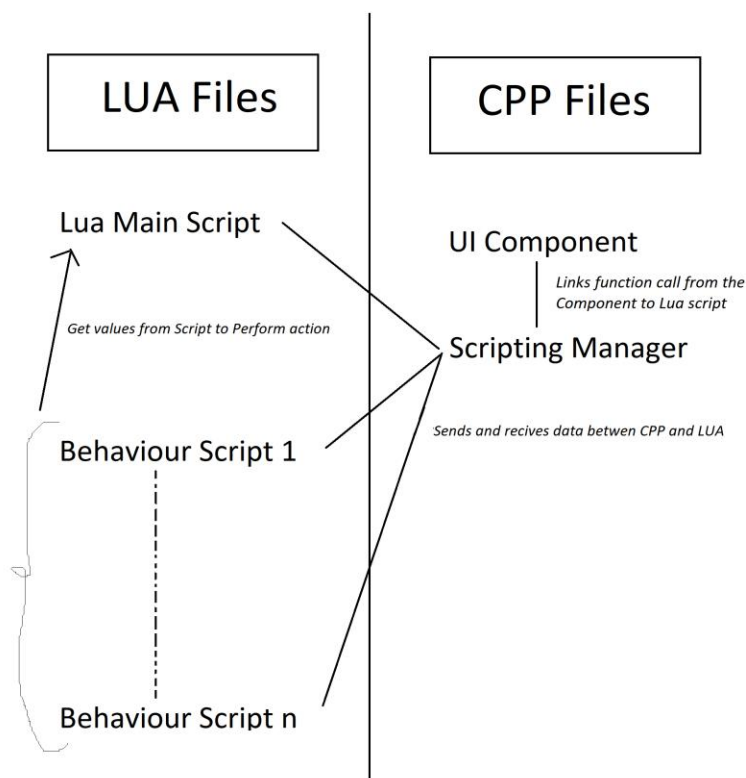 LUA Files
CPP Files
Lua Main Script
UI Component
Links function call from the
Component to Lua script
Get values from Script to Perform action
Scripting Manager
Sends and recives data betwen CPP and LUA
Behaviour Script 1
Behaviour Script n